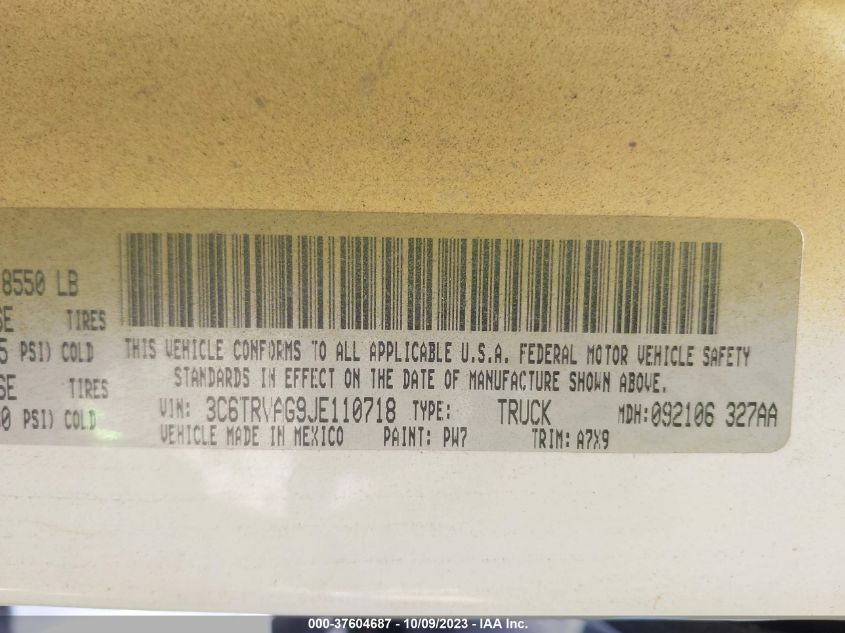 8550 LB
SE TIRES
5 PSI) COLD
SE TIRES
0 PSI) COLD
THIS VEHICLE CONFORMS TO ALL APPLICABLE U.S.A. FEDERAL MOTOR VEHICLE SAFETY
STANDARDS IN EFFECT ON THE DATE OF MANUFACTURE SHOWN ABOVE.
VIN: 3C6TRVAG9JE110718 TYPE: TRUCK MDH:092106 327AA
VEHICLE MADE IN MEXICO PAINT: PW7 TRIM: A7X9
000-37604687 - 10/09/2023 - IAA Inc.